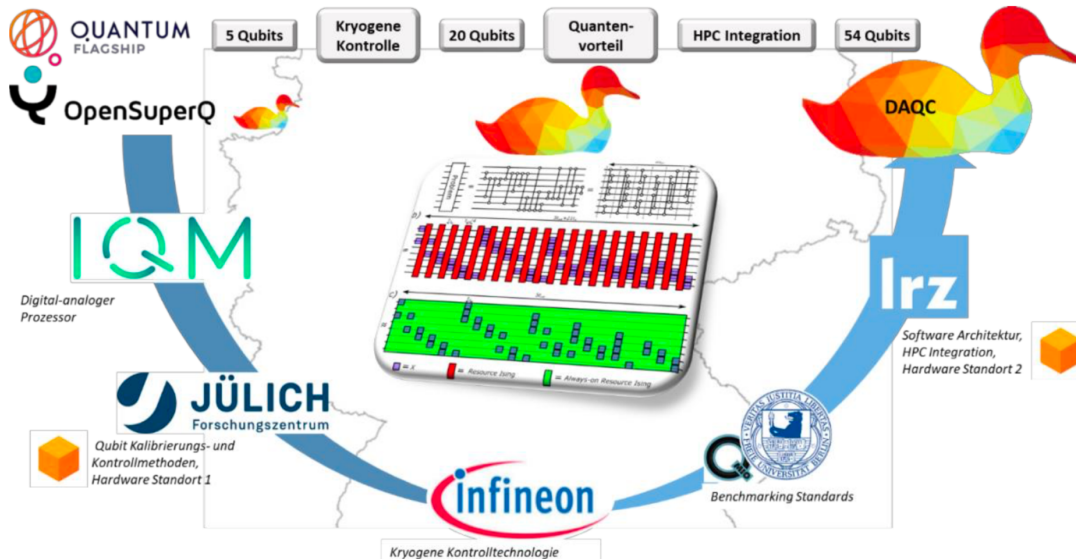 QUANTUM
FLAGSHIP
OpenSuperQ
5 Qubits
Kryogene
Kontrolle
20 Qubits
Quanten-
vorteil
HPC Integration
54 Qubits
DAQC
IQM
Digital-analoger
Prozessor
JÜLICH
Forschungszentrum
Qubit Kalibrierungs- und
Kontrollmethoden,
Hardware Standort 1
infineon
Kryogene Kontrolltechnologie
Benchmarking Standards
lrz
Software Architektur,
HPC Integration,
Hardware Standort 2
b)
c)
= X
= Resource Ising
= Always-on Resource Ising